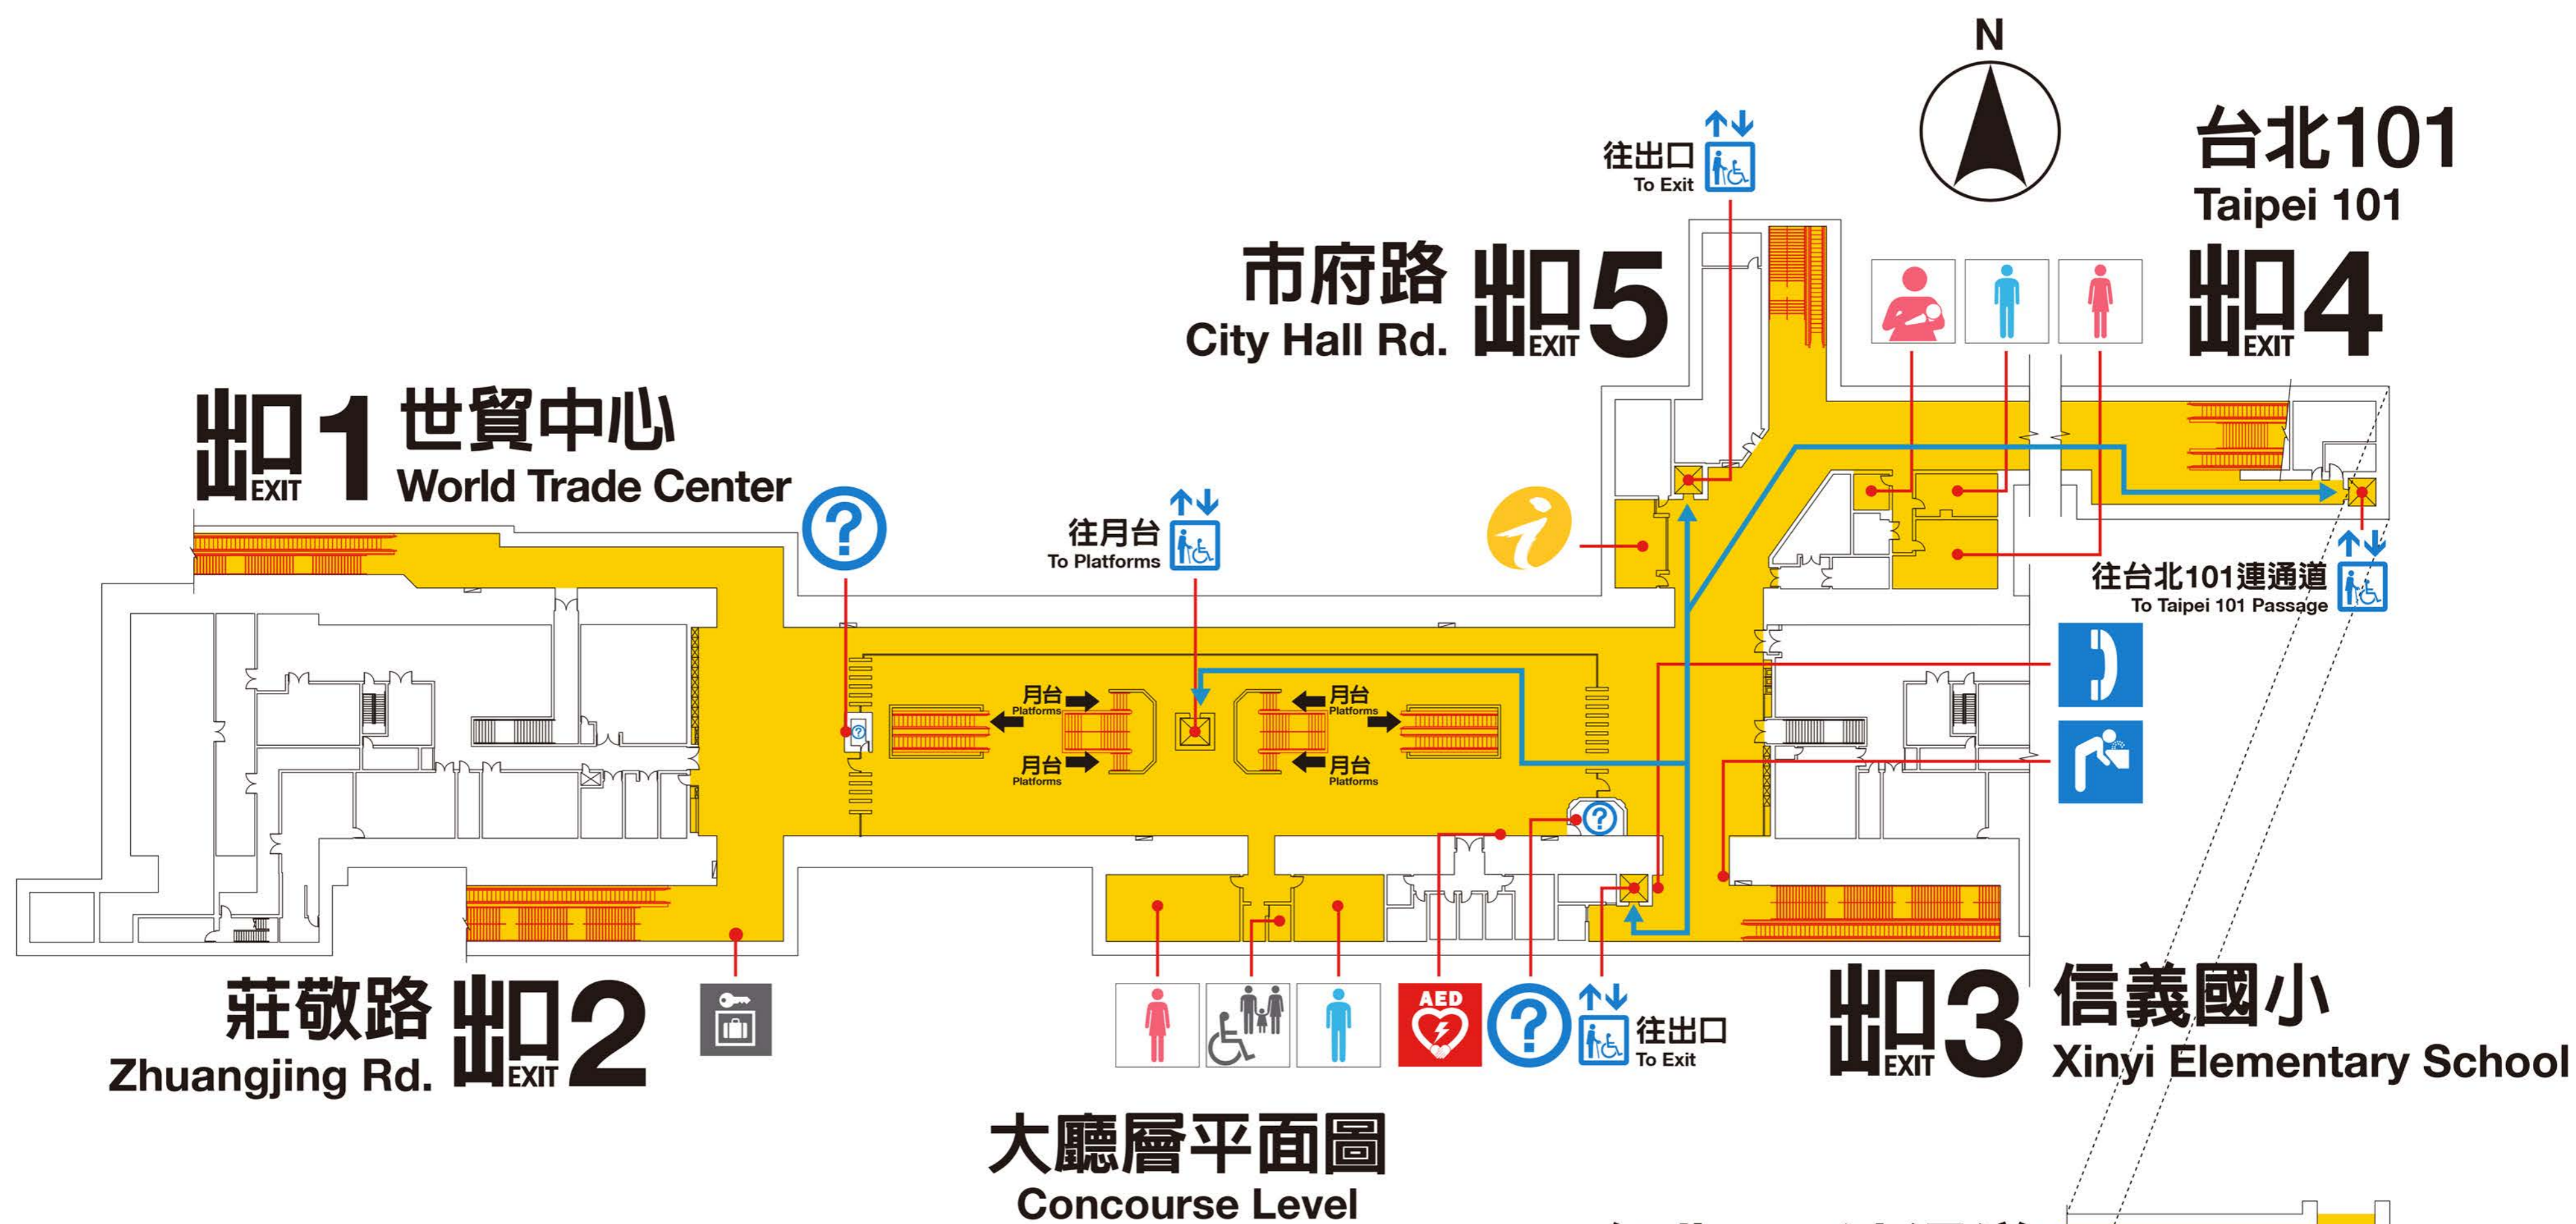 N
台北101
Taipei 101
出口4
EXIT
往出口
To Exit
市府路
City Hall Rd.
出口5
EXIT
出口1
EXIT
世貿中心
World Trade Center
?
往月台
To Platforms
i
往台北101連通道
To Taipei 101 Passage
月台
Platforms
月台
Platforms
月台
Platforms
月台
Platforms
?
?
莊敬路
Zhuangjing Rd.
出口2
EXIT
AED
?
往出口
To Exit
出口3
EXIT
信義國小
Xinyi Elementary School
大廳層平面圖
Concourse Level